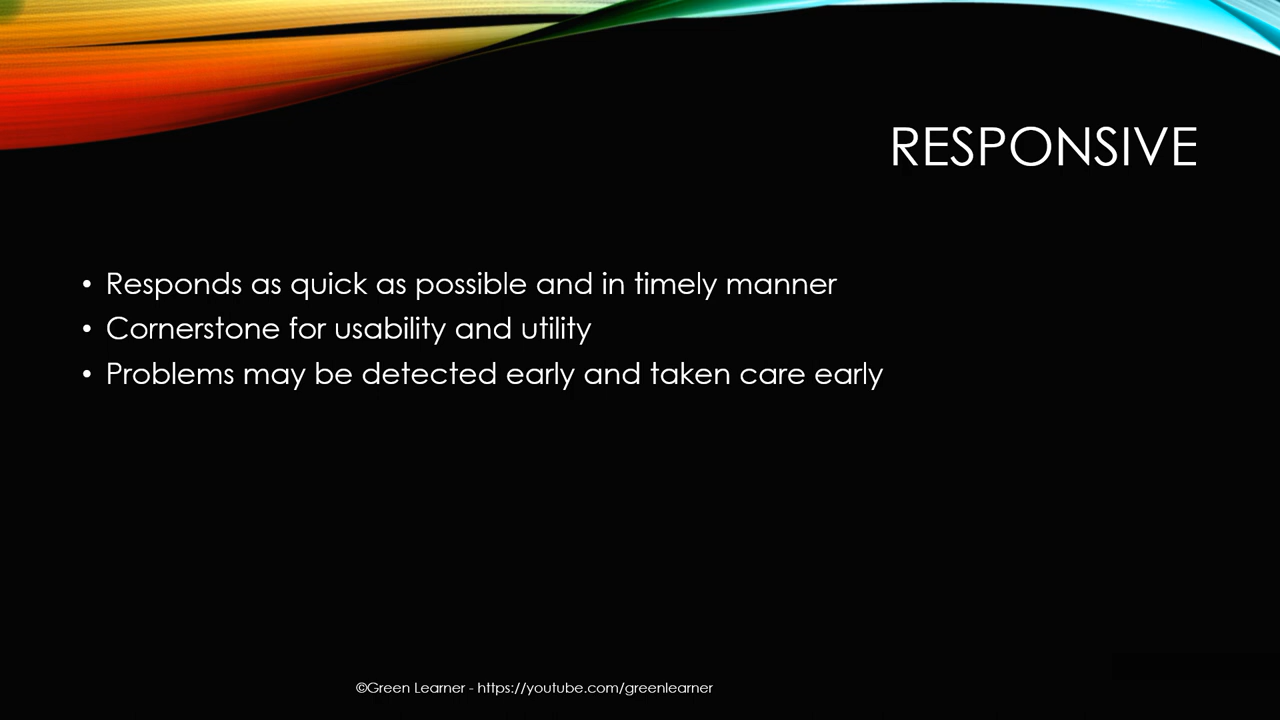 RESPONSIVE
• Responds as quick as possible and in timely manner
• Cornerstone for usability and utility
• Problems may be detected early and taken care early
©Green Learner - https://youtube.com/greenlearner